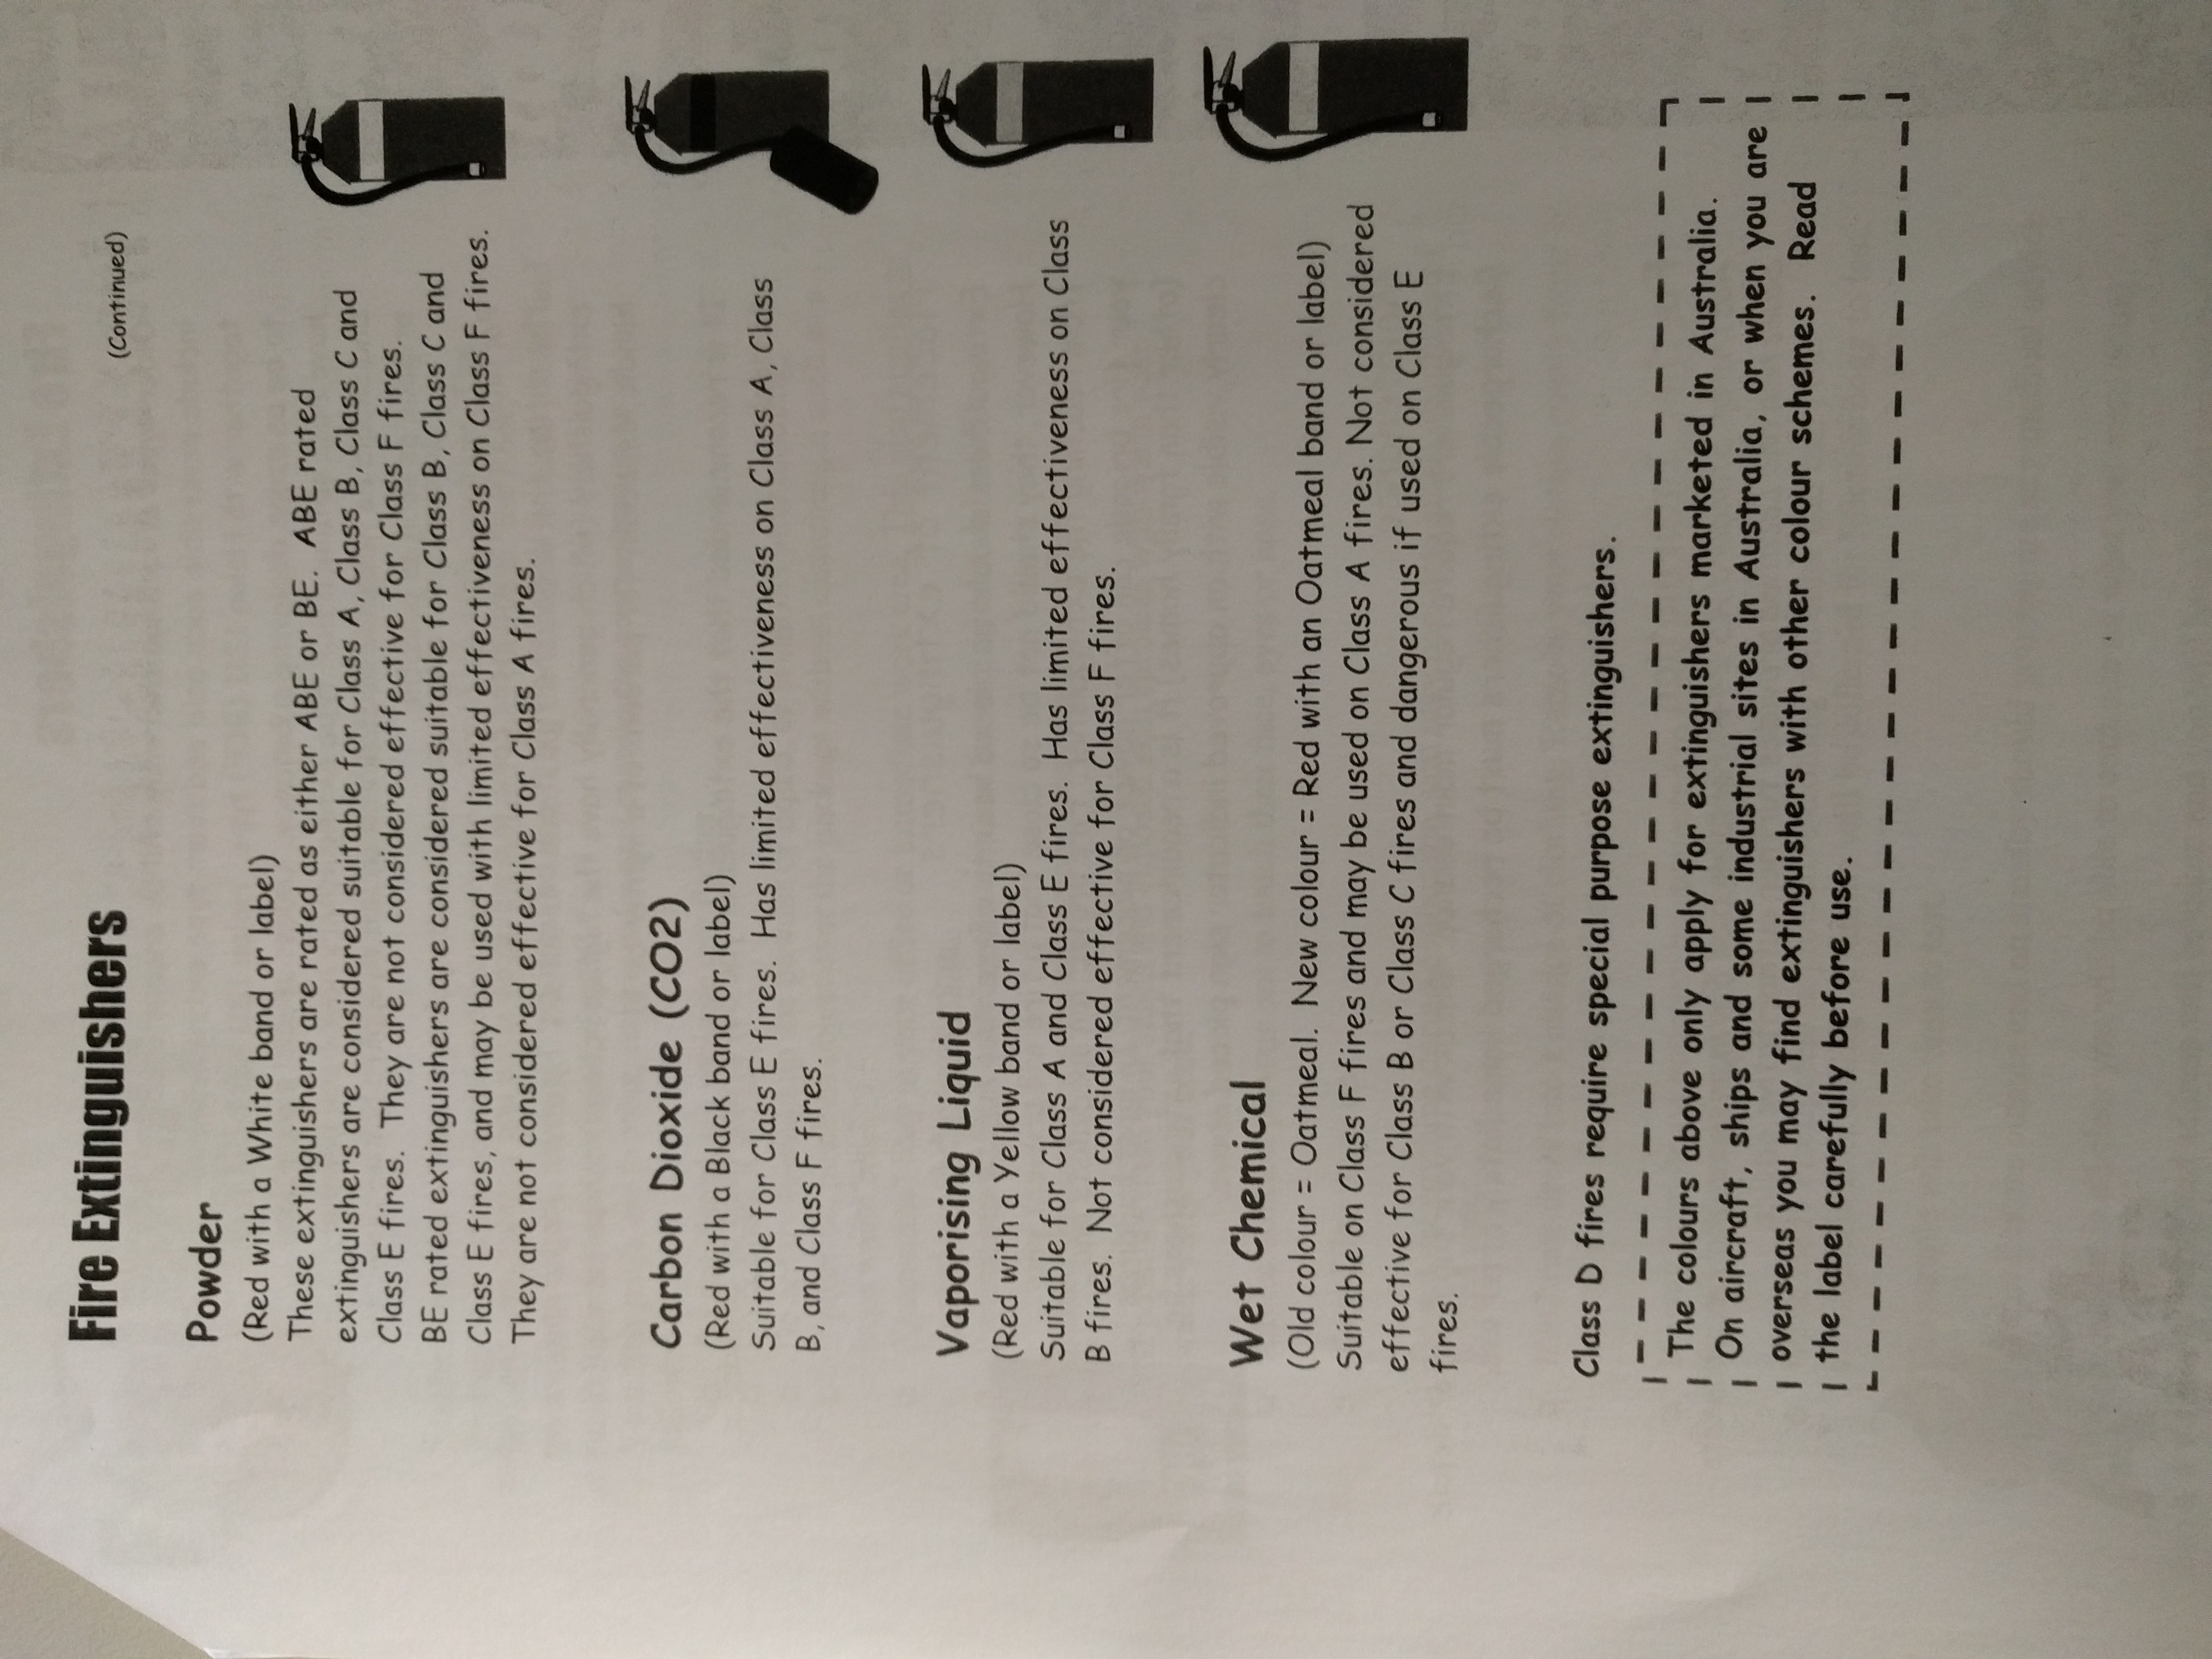 Fire Extinguishers
(Continued)
Powder
(Red with a White band or label)
These extinguishers are rated as either ABE or BE. ABE rated
extinguishers are considered suitable for Class A, Class B, Class C and
Class E fires. They are not considered effective for Class F fires.
BE rated extinguishers are considered suitable for Class B, Class C and
Class E fires, and may be used with limited effectiveness on Class F fires.
They are not considered effective for Class A fires.
Carbon Dioxide (CO2)
(Red with a Black band or label)
Suitable for Class E fires. Has limited effectiveness on Class A, Class
B, and Class F fires.
Vaporising Liquid
(Red with a Yellow band or label)
Suitable for Class A and Class E fires. Has limited effectiveness on Class
B fires. Not considered effective for Class F fires.
Wet Chemical
(Old colour = Oatmeal. New colour = Red with an Oatmeal band or label)
Suitable on Class F fires and may be used on Class A fires. Not considered
effective for Class B or Class C fires and dangerous if used on Class E
fires.
Class D fires require special purpose extinguishers.
The colours above only apply for extinguishers marketed in Australia.
On aircraft, ships and some industrial sites in Australia, or when you are
overseas you may find extinguishers with other colour schemes. Read
the label carefully before use.